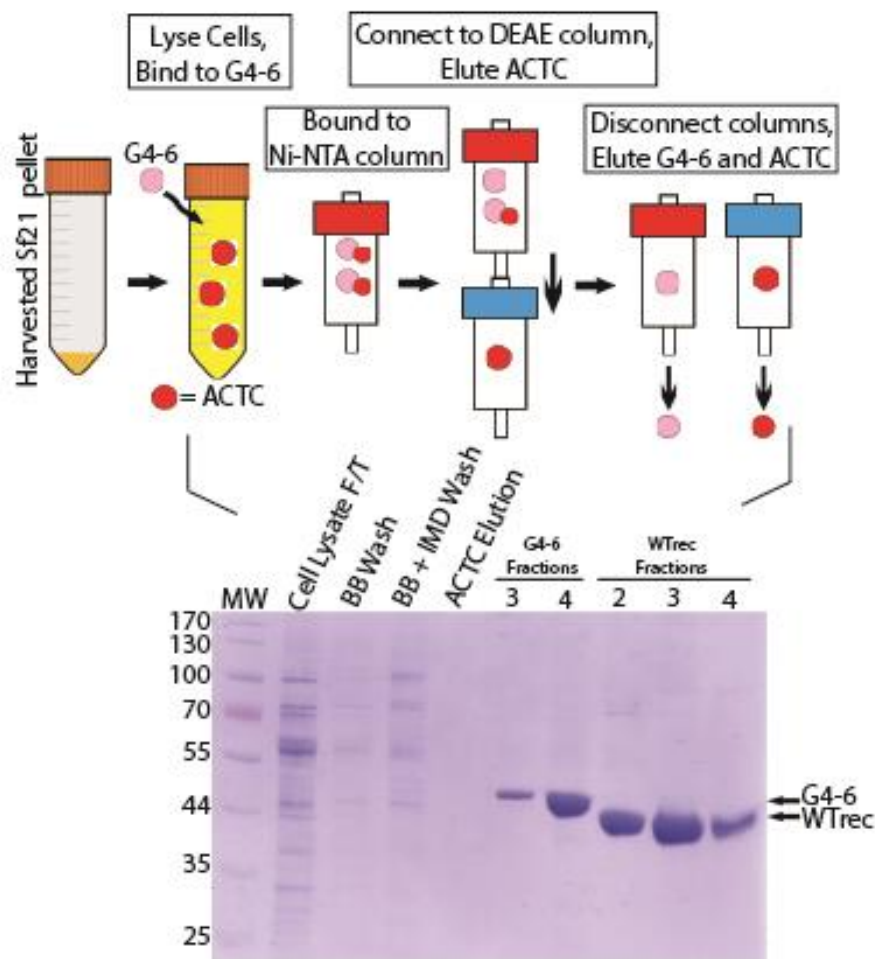 Lyse Cells,
Bind to G4-6
Connect to DEAE column,
Elute ACTC
Bound to
Ni-NTA column
Disconnect columns,
Elute G4-6 and ACTC
Harvested Sf21 pellet
G4-6
= ACTC
MW
Cell Lysate F/T
BB Wash
BB + IMD Wash
ACTC Elution
G4-6
Fractions
3 4
WTrec
Fractions
2 3 4
170
130
100
70
55
44
35
25
G4-6
WTrec